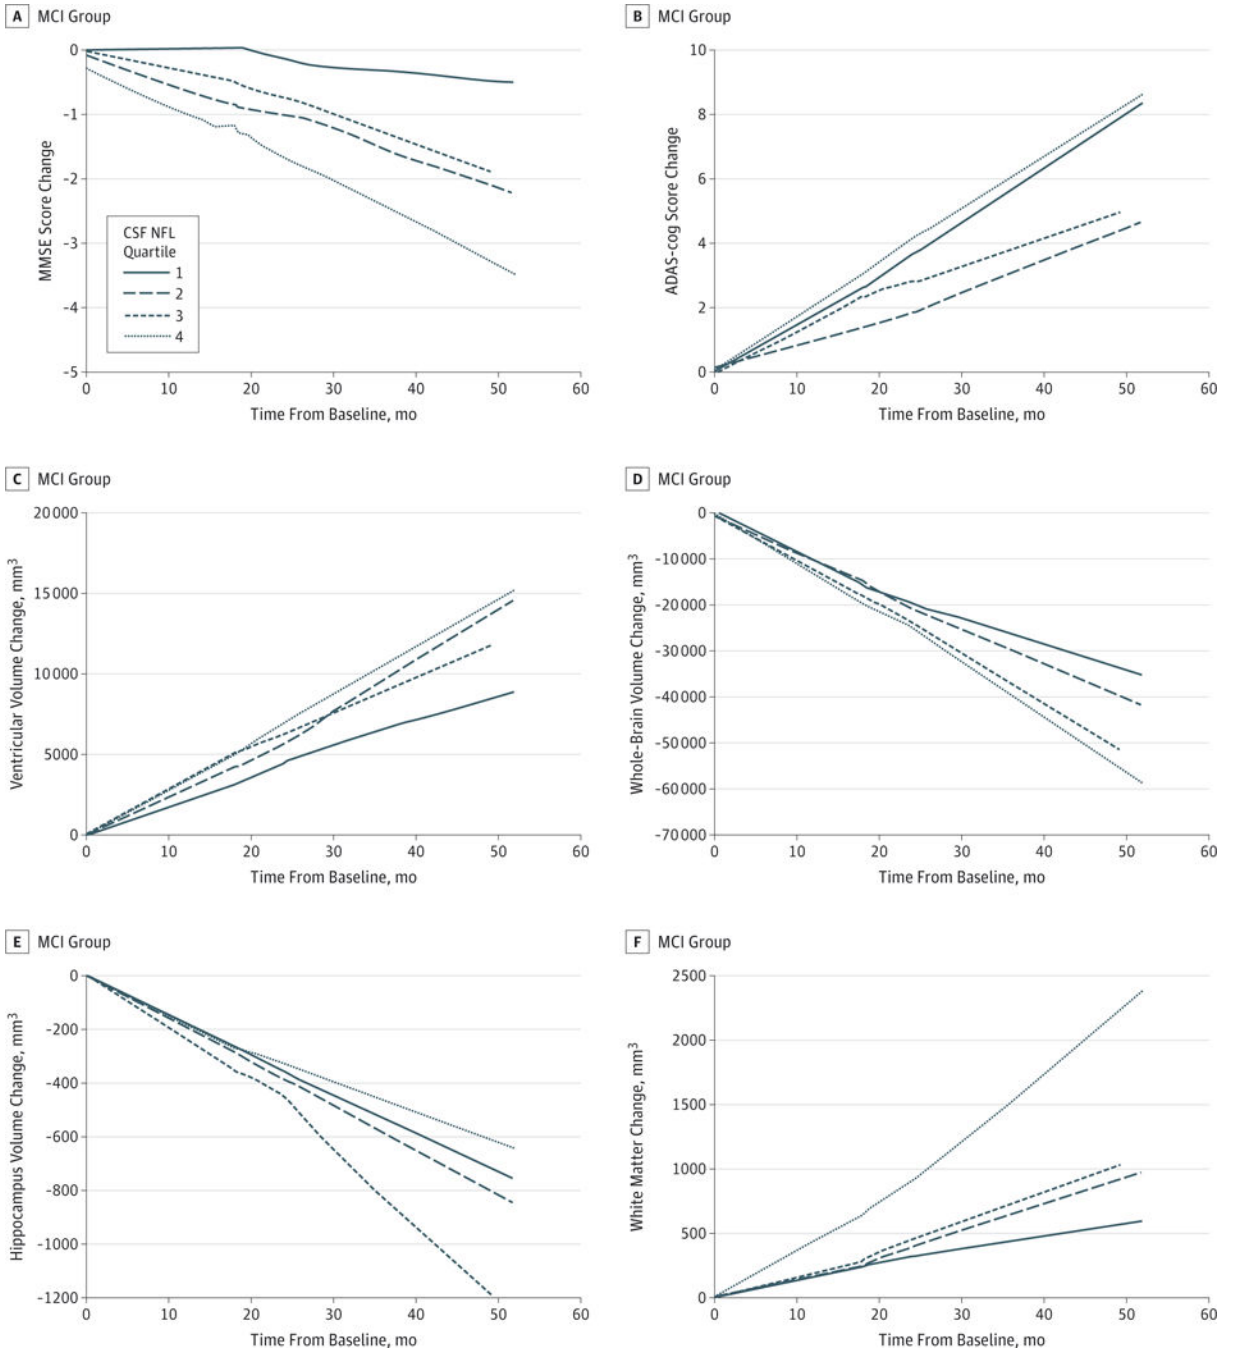 A MCI Group
0
-1
-2
-3
-4
-5
MMSE Score Change
CSF NFL
Quartile
1
2
3
4
0 10 20 30 40 50 60
Time From Baseline, mo
B MCI Group
10
8
6
4
2
0
ADAS-cog Score Change
0 10 20 30 40 50 60
Time From Baseline, mo
C MCI Group
20000
15000
10000
5000
0
Ventricular Volume Change, mm³
0 10 20 30 40 50 60
Time From Baseline, mo
D MCI Group
0
-10000
-20000
-30000
-40000
-50000
-60000
-70000
Whole-Brain Volume Change, mm³
0 10 20 30 40 50 60
Time From Baseline, mo
E MCI Group
0
-200
-400
-600
-800
-1000
-1200
Hippocampus Volume Change, mm³
0 10 20 30 40 50 60
Time From Baseline, mo
F MCI Group
2500
2000
1500
1000
500
0
White Matter Change, mm³
0 10 20 30 40 50 60
Time From Baseline, mo